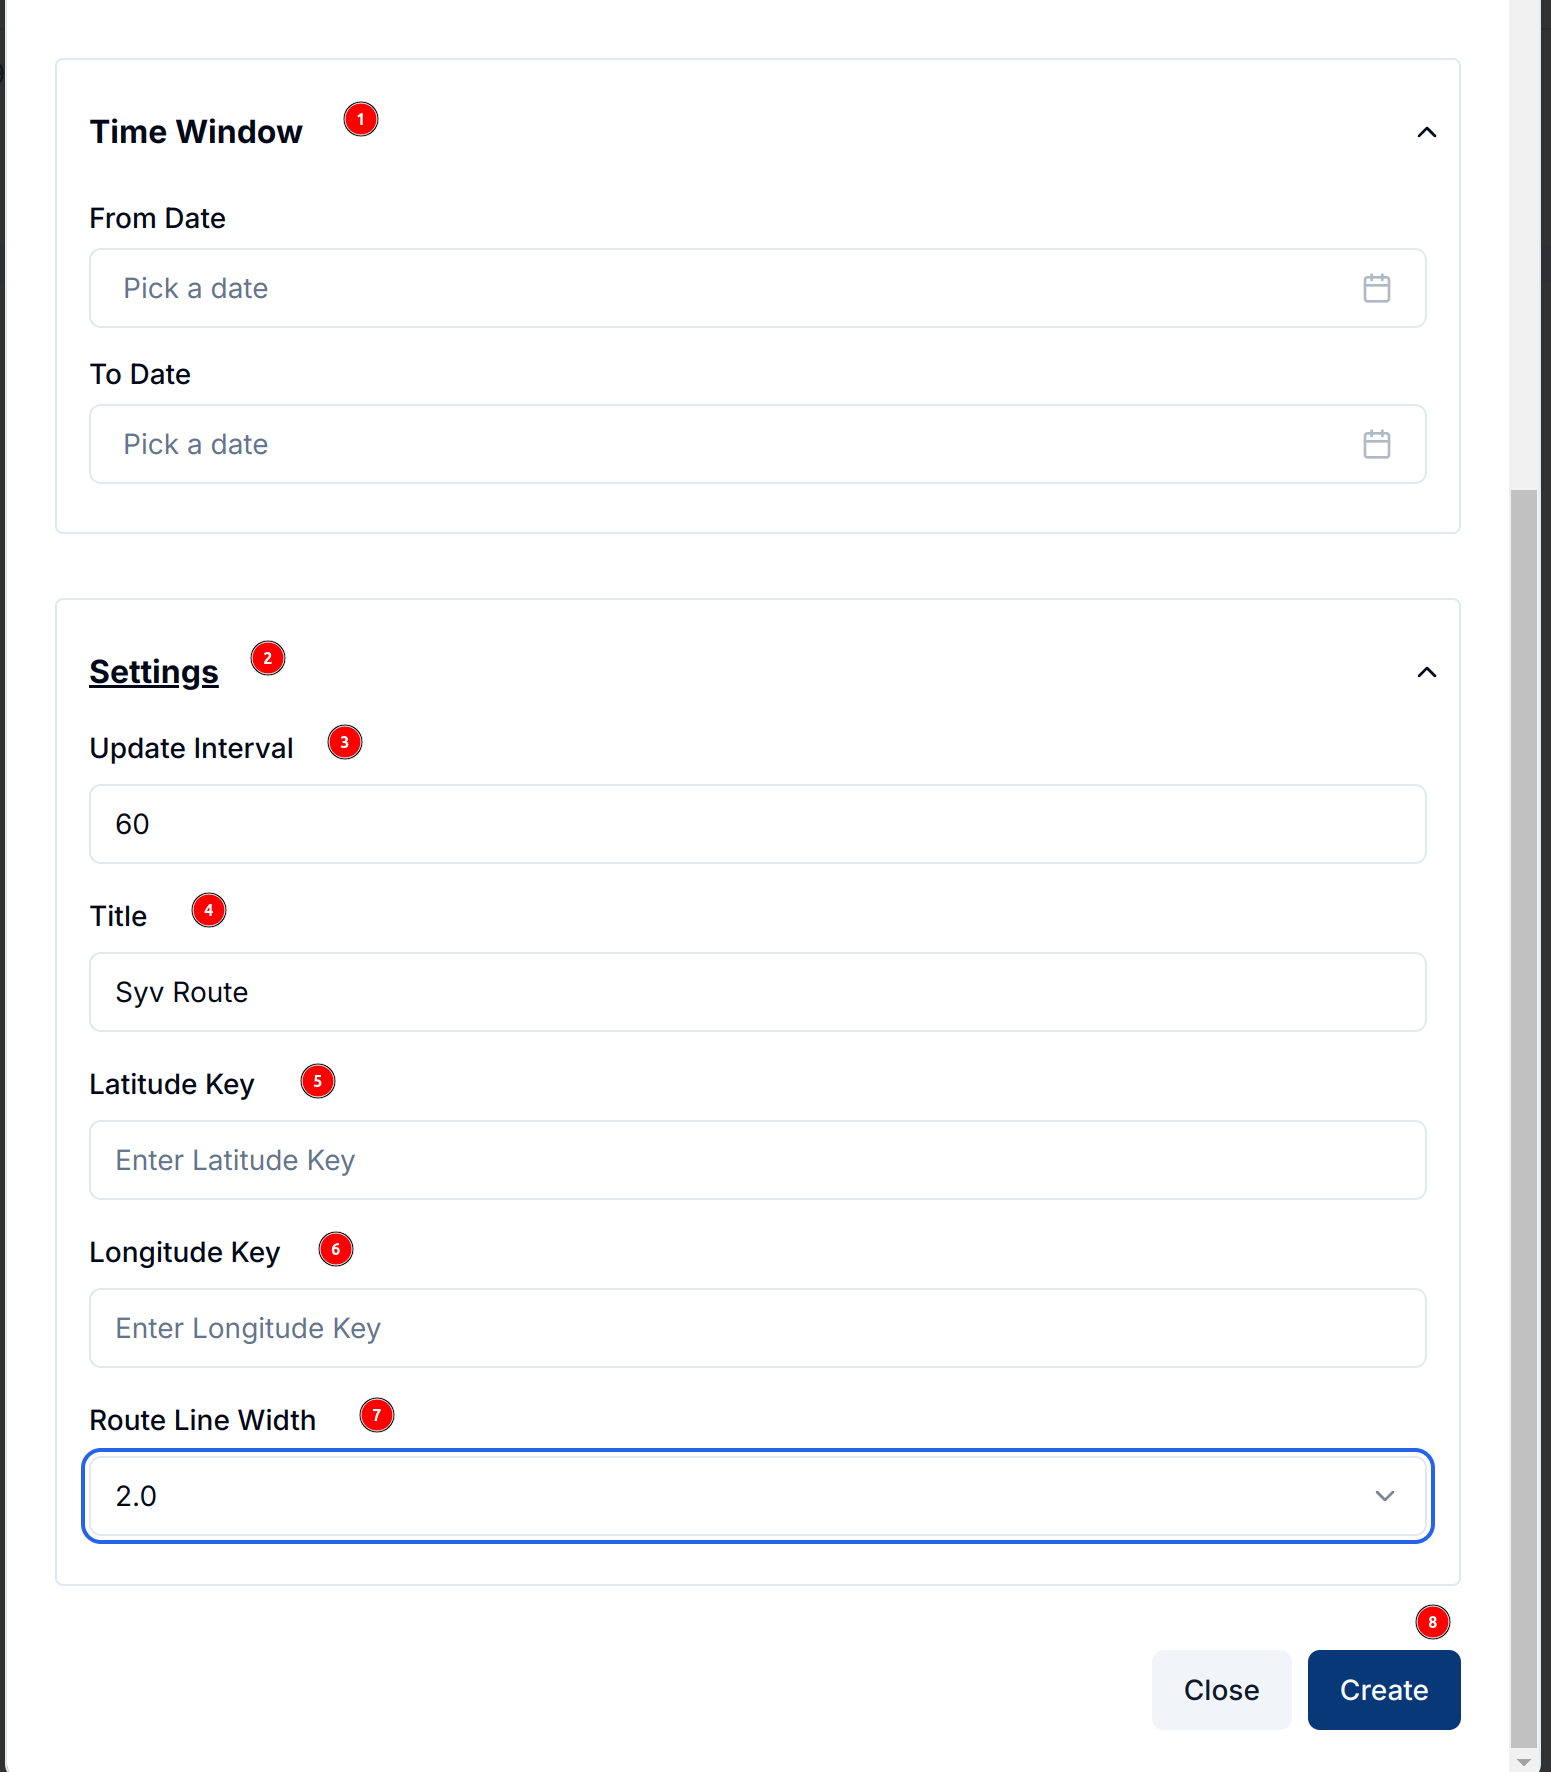 Time Window 1
From Date
Pick a date
To Date
Pick a date
Settings 2
Update Interval 3
60
Title 4
Syv Route
Latitude Key 5
Enter Latitude Key
Longitude Key 6
Enter Longitude Key
Route Line Width 7
2.0
8
Close Create